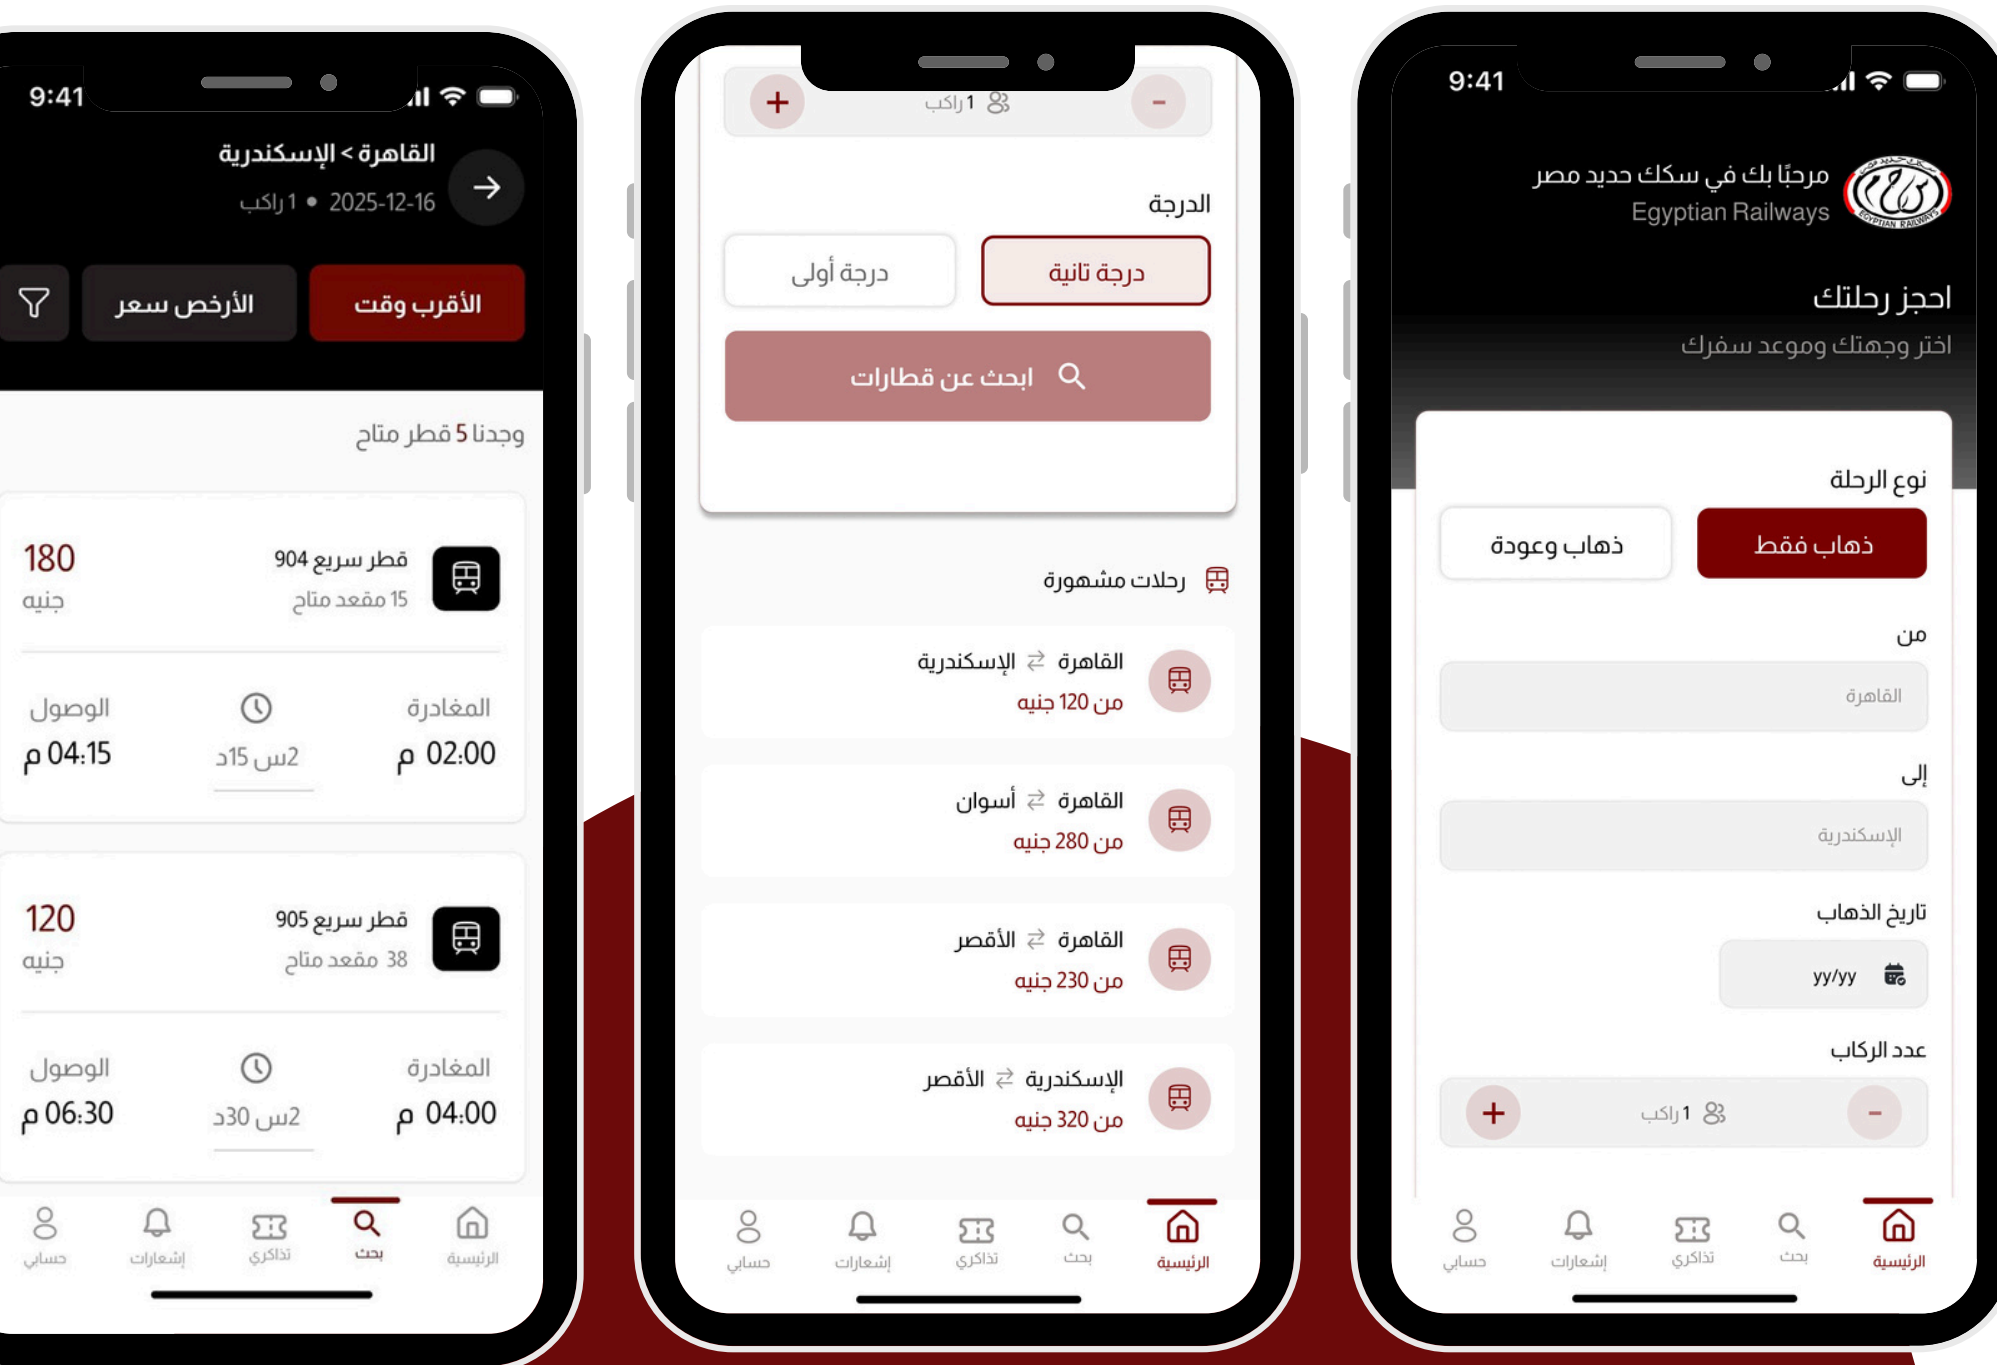 9:41
مرحبًا بك في سكك حديد مصر
Egyptian Railways
EGYPTIAN RAILWAYS
احجز رحلتك
اختر وجهتك وموعد سفرك
نوع الرحلة
ذهاب فقط
ذهاب وعودة
من
القاهرة
إلى
الإسكندرية
تاريخ الذهاب
yy/yy
عدد الركاب
-
1 راكب
+
الرئيسية
بحث
تذاكري
إشعارات
حسابي
-
1 راكب
+
الدرجة
درجة تانية
درجة أولى
ابحث عن قطارات
رحلات مشهورة
القاهرة ⇄ الإسكندرية
من 120 جنيه
القاهرة ⇄ أسوان
من 280 جنيه
القاهرة ⇄ الأقصر
من 230 جنيه
الإسكندرية ⇄ الأقصر
من 320 جنيه
الرئيسية
بحث
تذاكري
إشعارات
حسابي
9:41
القاهرة > الإسكندرية
2025-12-16 • 1 راكب
الأقرب وقت
الأرخص سعر
وجدنا 5 قطر متاح
قطر سريع 904
15 مقعد متاح
180
جنيه
المغادرة
02:00 م
2س 15د
الوصول
04:15 م
قطر سريع 905
38 مقعد متاح
120
جنيه
المغادرة
04:00 م
2س 30د
الوصول
06:30 م
الرئيسية
بحث
تذاكري
إشعارات
حسابي